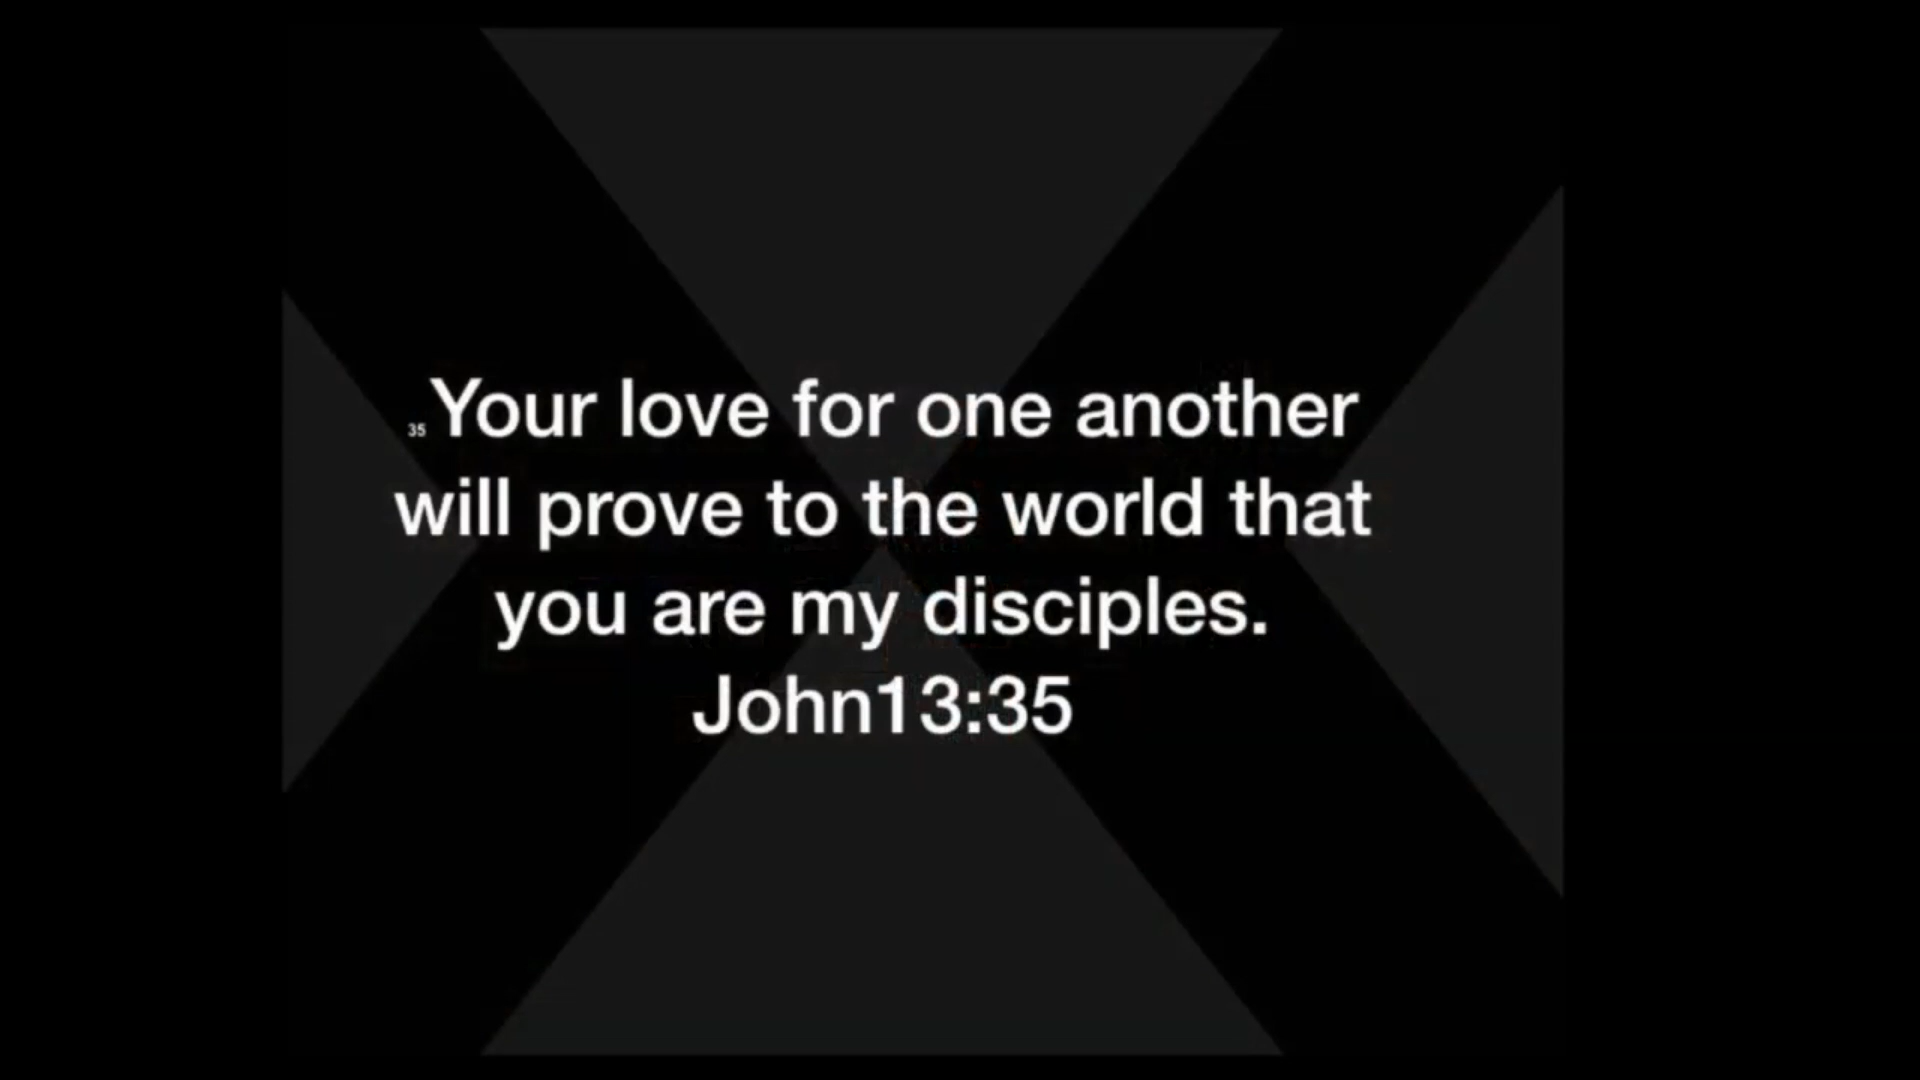 35 Your love for one another
will prove to the world that
you are my disciples.
John13:35